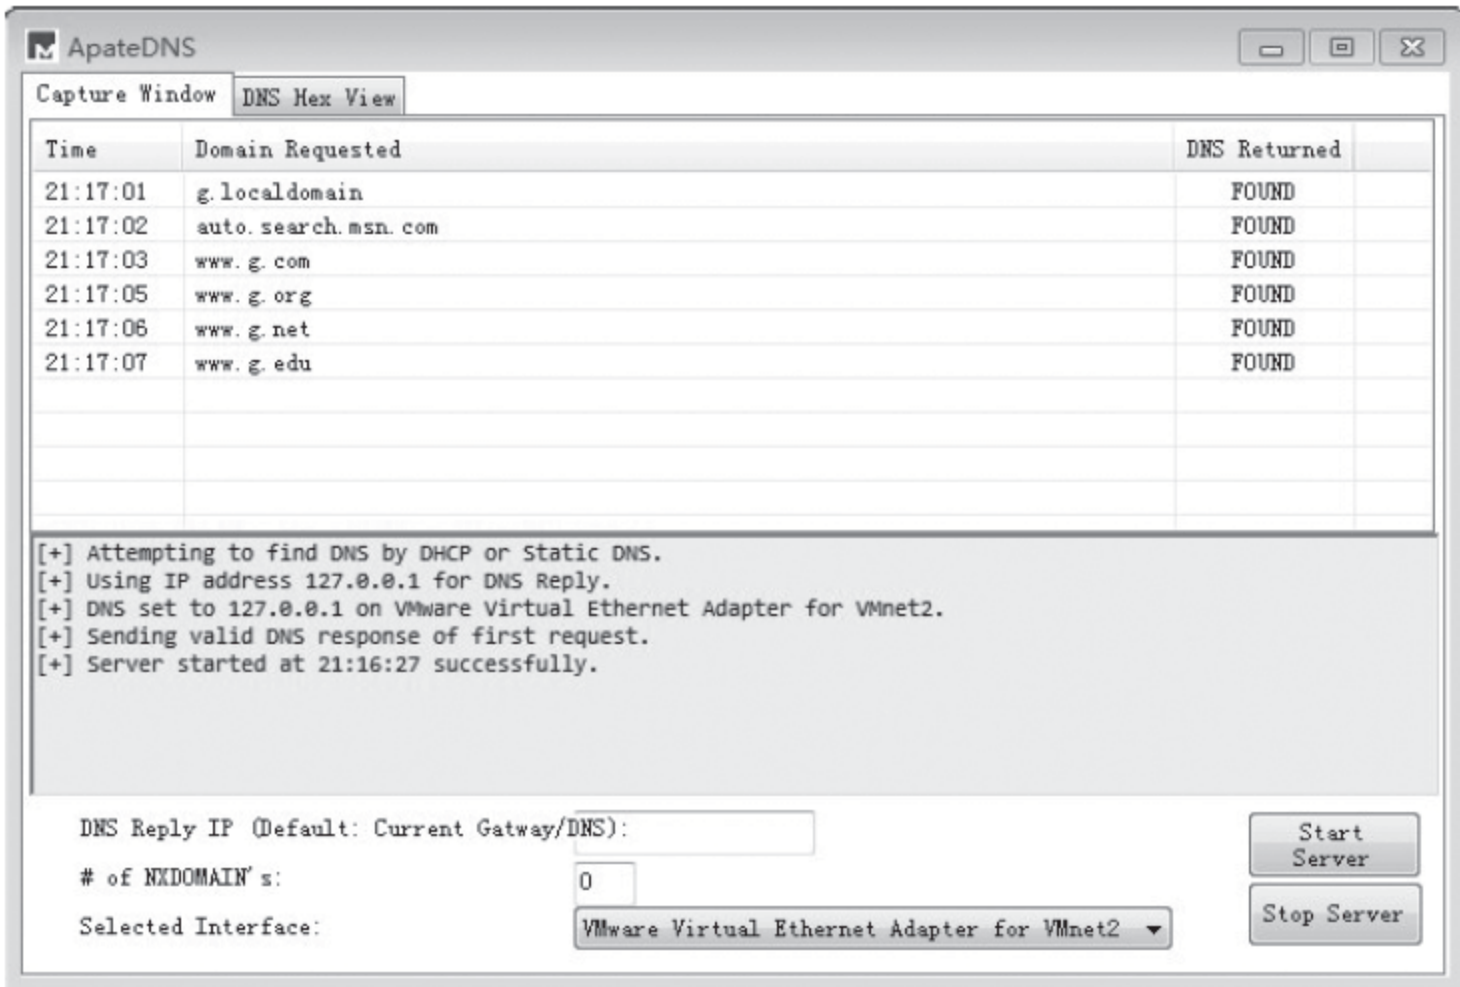 ApateDNS
Capture Window DNS Hex View
Time Domain Requested DNS Returned
21:17:01 g.localdomain FOUND
21:17:02 auto.search.msn.com FOUND
21:17:03 www.g.com FOUND
21:17:05 www.g.org FOUND
21:17:06 www.g.net FOUND
21:17:07 www.g.edu FOUND
[+] Attempting to find DNS by DHCP or Static DNS.
[+] Using IP address 127.0.0.1 for DNS Reply.
[+] DNS set to 127.0.0.1 on VMware Virtual Ethernet Adapter for VMnet2.
[+] Sending valid DNS response of first request.
[+] Server started at 21:16:27 successfully.
DNS Reply IP (Default: Current Gatway/DNS):
Start
Server
# of NXDOMAIN's: 0
Selected Interface: VMware Virtual Ethernet Adapter for VMnet2
Stop Server